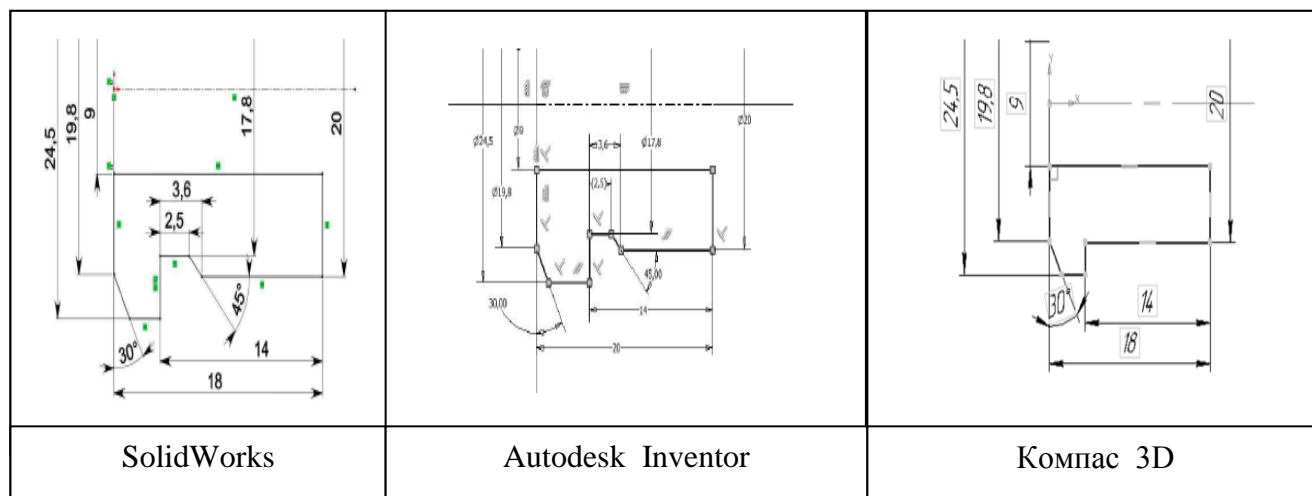 24,5
19,8
9
17,8
20
3,6
2,5
45°
30°
14
18
Ø9
Ø24,5
Ø19,8
3,6
(2,5)
Ø17,8
Ø20
45,00
30,00
14
20
24,5
19,8
9
Y
X
20
30°
14
18
SolidWorks
Autodesk Inventor
Компас 3D